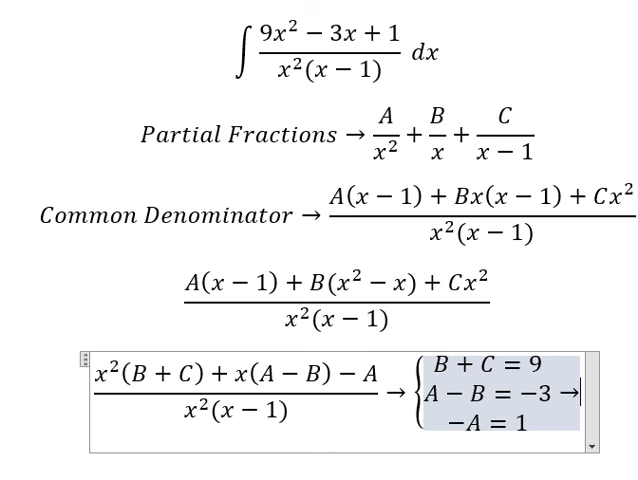 ∫ (9x² − 3x + 1)/(x²(x − 1)) dx
Partial Fractions → A/x² + B/x + C/(x − 1)
Common Denominator → (A(x − 1) + Bx(x − 1) + Cx²)/(x²(x − 1))
(A(x − 1) + B(x² − x) + Cx²)/(x²(x − 1))
(x²(B + C) + x(A − B) − A)/(x²(x − 1)) → { B + C = 9
A − B = −3 →
−A = 1